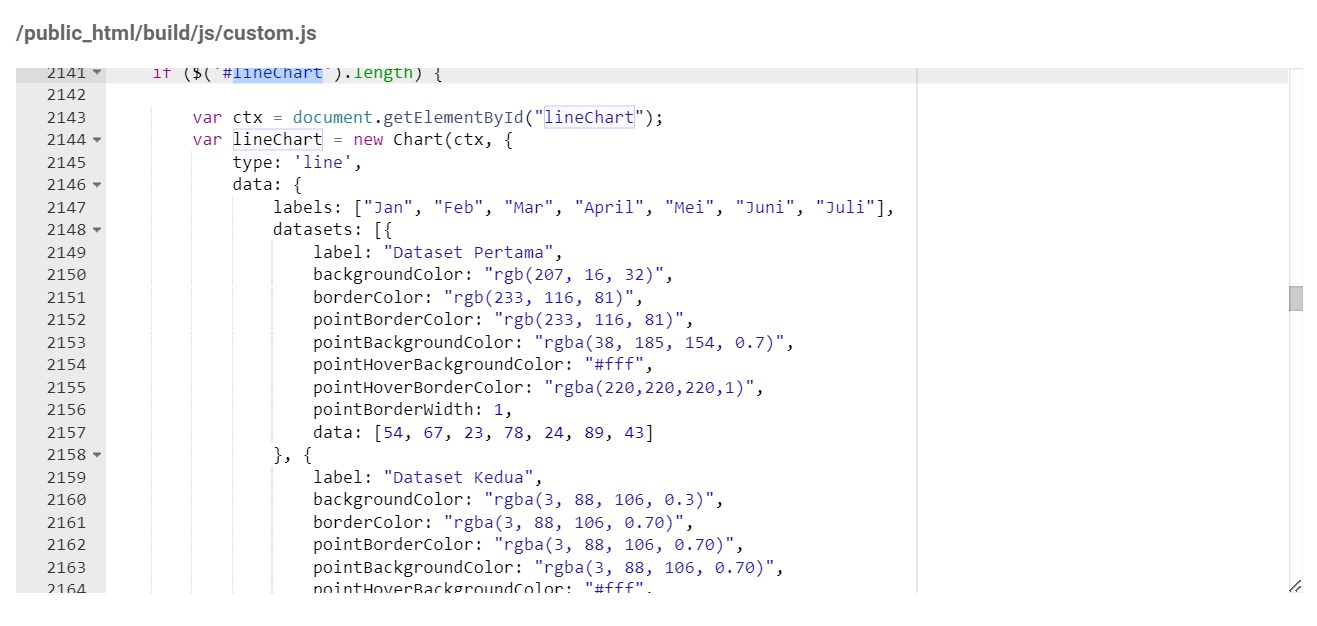 /public_html/build/js/custom.js
2141 if ($('#lineChart').length) {
2142
2143 var ctx = document.getElementById("lineChart");
2144 var lineChart = new Chart(ctx, {
2145 type: 'line',
2146 data: {
2147 labels: ["Jan", "Feb", "Mar", "April", "Mei", "Juni", "Juli"],
2148 datasets: [{
2149 label: "Dataset Pertama",
2150 backgroundColor: "rgb(207, 16, 32)",
2151 borderColor: "rgb(233, 116, 81)",
2152 pointBorderColor: "rgb(233, 116, 81)",
2153 pointBackgroundColor: "rgba(38, 185, 154, 0.7)",
2154 pointHoverBackgroundColor: "#fff",
2155 pointHoverBorderColor: "rgba(220,220,220,1)",
2156 pointBorderWidth: 1,
2157 data: [54, 67, 23, 78, 24, 89, 43]
2158 }, {
2159 label: "Dataset Kedua",
2160 backgroundColor: "rgba(3, 88, 106, 0.3)",
2161 borderColor: "rgba(3, 88, 106, 0.70)",
2162 pointBorderColor: "rgba(3, 88, 106, 0.70)",
2163 pointBackgroundColor: "rgba(3, 88, 106, 0.70)",
2164 pointHoverBackgroundColor: "#fff",